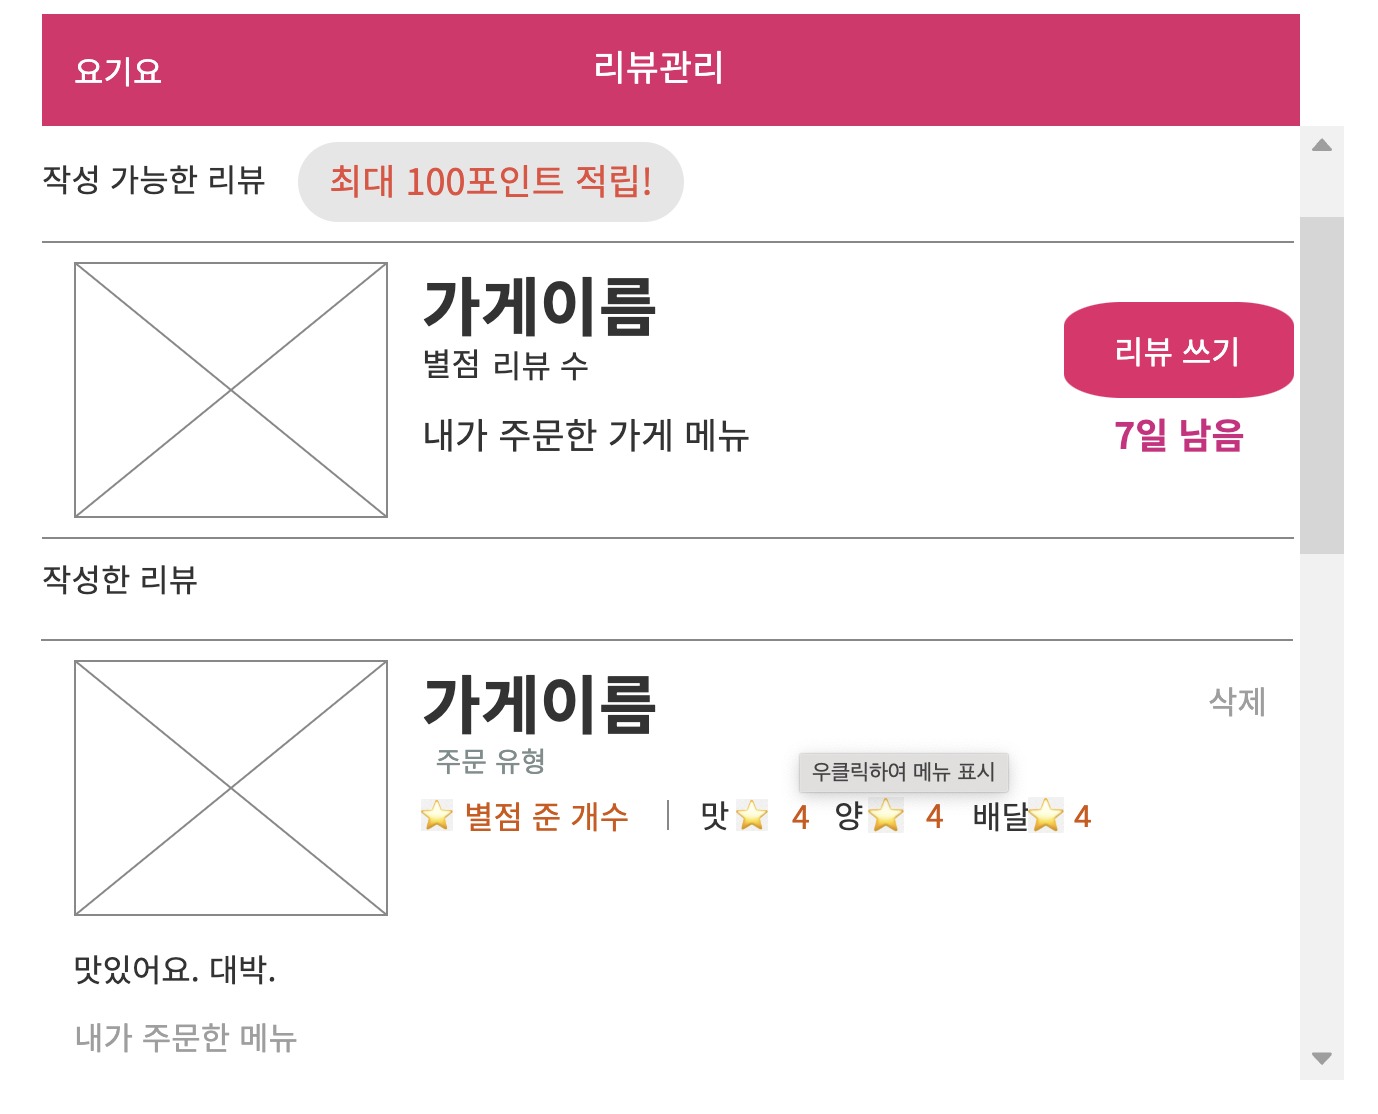 요기요
리뷰관리
작성 가능한 리뷰 최대 100포인트 적립!
가게이름
별점 리뷰 수
리뷰 쓰기
내가 주문한 가게 메뉴
7일 남음
작성한 리뷰
가게이름
삭제
주문 유형
우클릭하여 메뉴 표시
별점 준 개수 | 맛 4 양 4 배달 4
맛있어요. 대박.
내가 주문한 메뉴